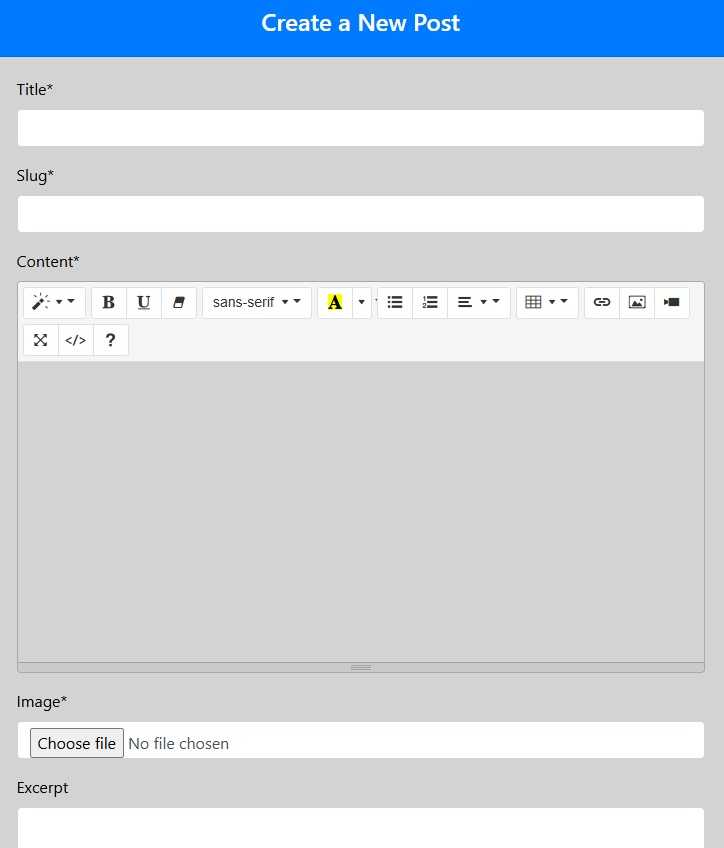 Create a New Post
Title*
Slug*
Content*
B U sans-serif A
</> ?
Image*
Choose file No file chosen
Excerpt